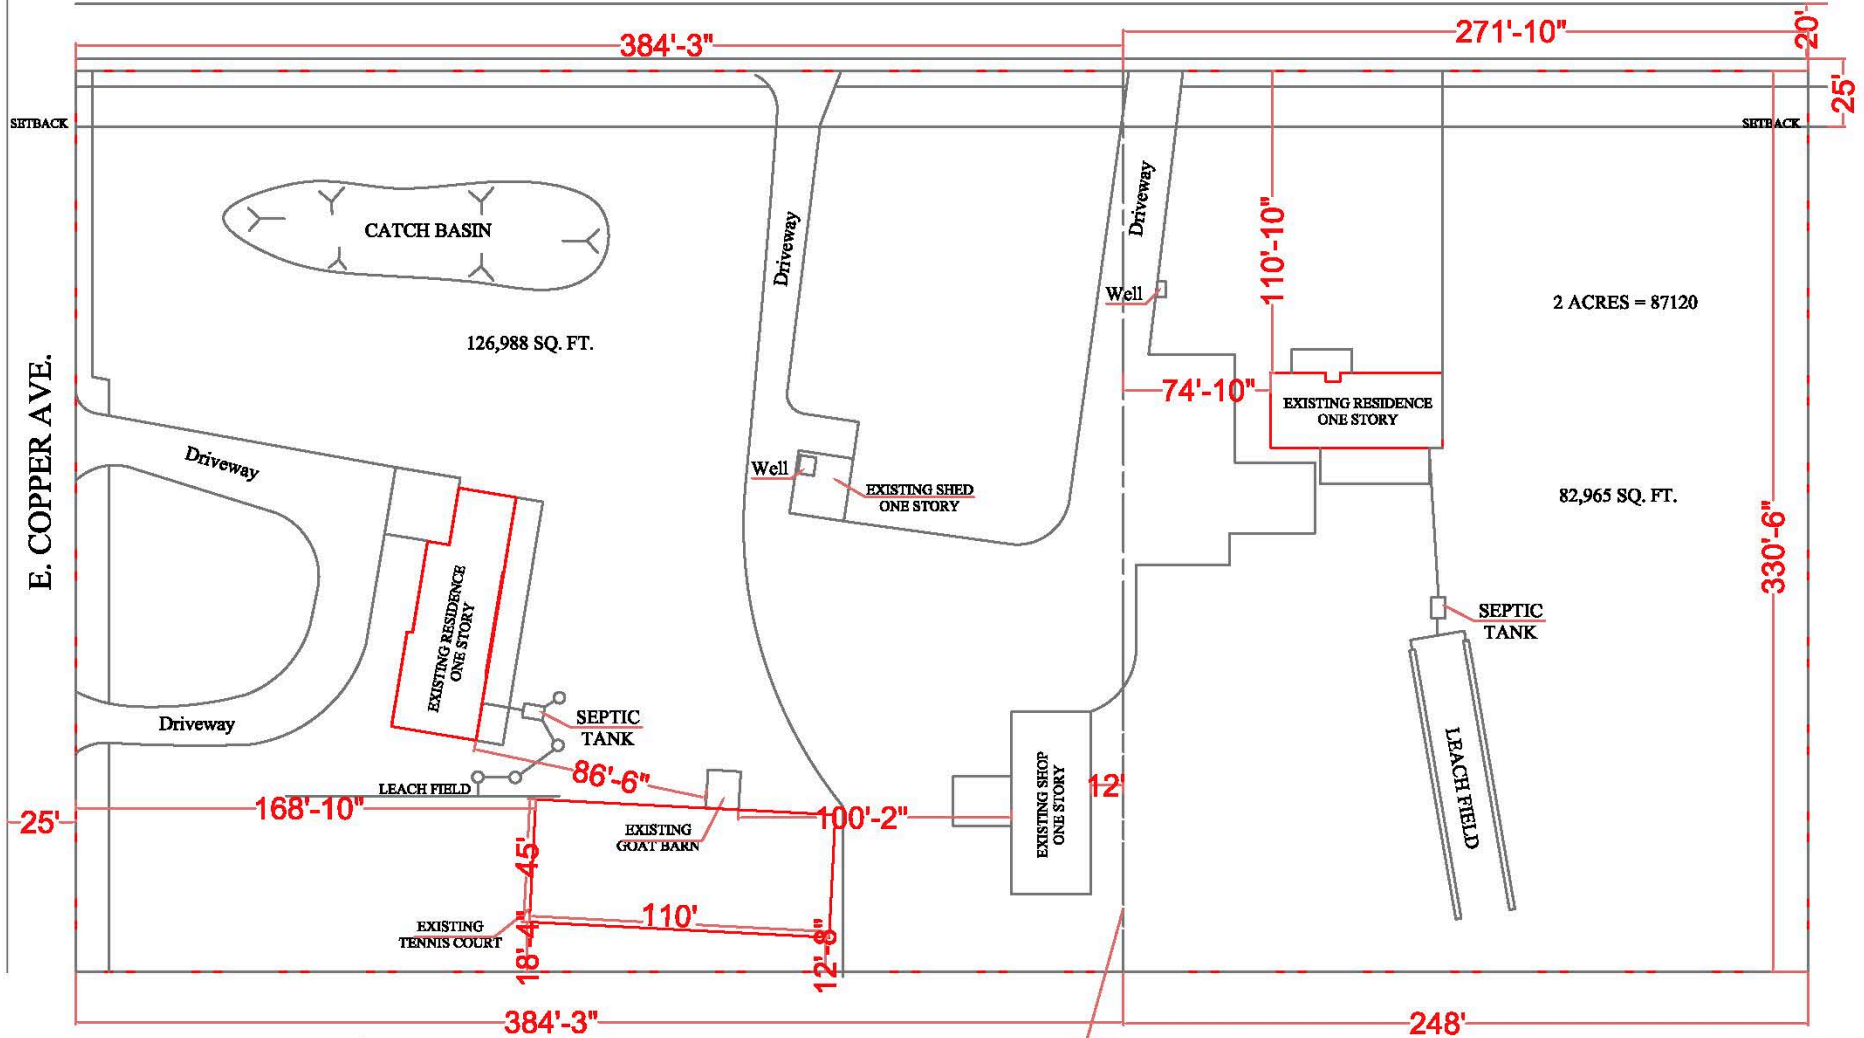 384'-3"
271'-10"
20'
25'
SETBACK
SETBACK
CATCH BASIN
Driveway
Driveway
110'-10"
Well
2 ACRES = 87120
126,988 SQ. FT.
E. COPPER AVE.
74'-10"
EXISTING RESIDENCE
ONE STORY
Driveway
Well
EXISTING SHED
ONE STORY
82,965 SQ. FT.
330'-6"
EXISTING RESIDENCE
ONE STORY
SEPTIC
TANK
Driveway
SEPTIC
TANK
LEACH FIELD
86'-6"
LEACH FIELD
168'-10"
25'
EXISTING
GOAT BARN
100'-2"
EXISTING SHOP
ONE STORY
12'
45'
110'
EXISTING
TENNIS COURT
18'-4"
12'-8"
384'-3"
248'